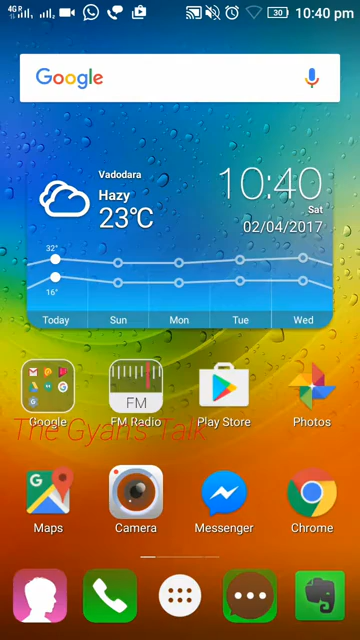 4G R
30
10:40 pm
Google
Vadodara
Hazy
23°C
10:40
Sat
02/04/2017
32°
16°
Today Sun Mon Tue Wed
FM
Google FM Radio Play Store Photos
The Gyan's Talk
Maps Camera Messenger Chrome